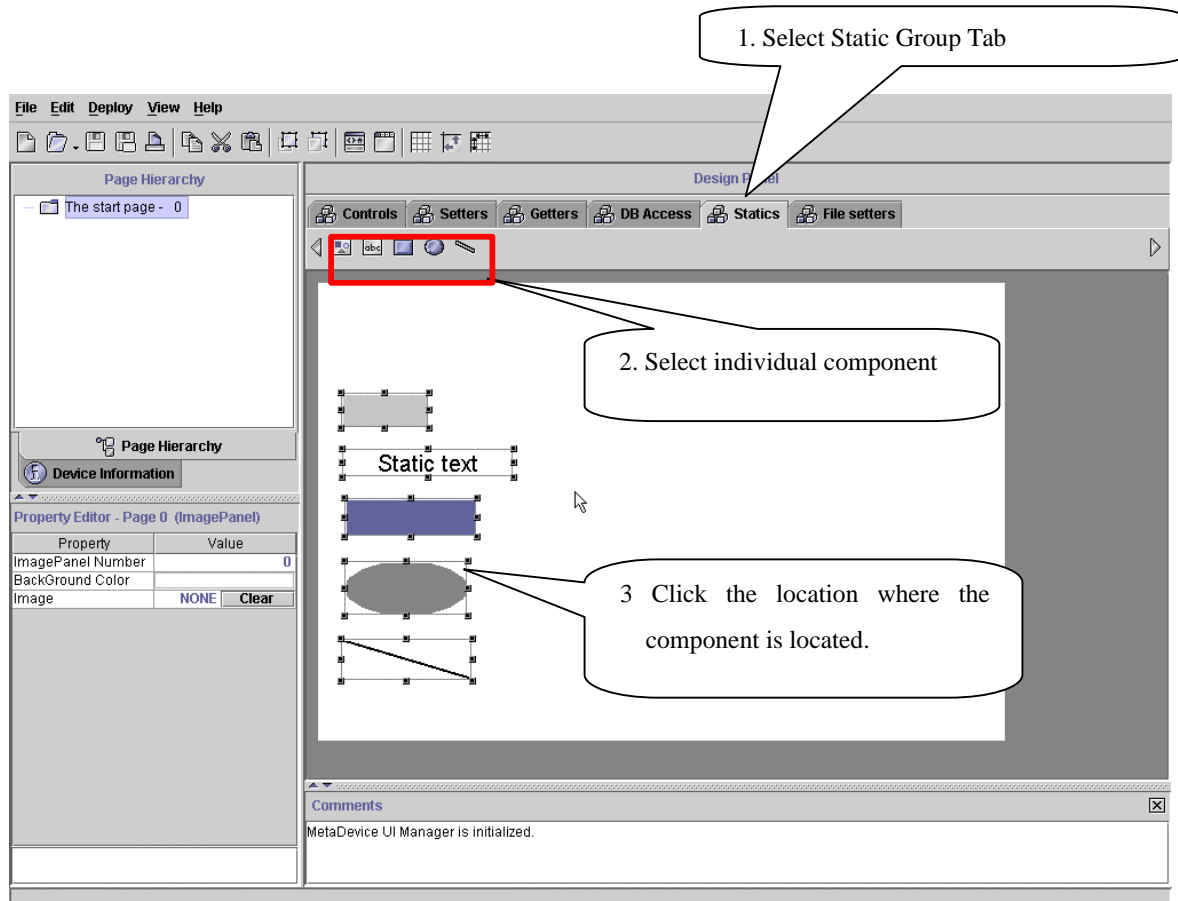 1. Select Static Group Tab
File Edit Deploy View Help
Page Hierarchy
The start page - 0
Page Hierarchy
Device Information
Property Editor - Page 0 (ImagePanel)
Property Value
ImagePanel Number 0
BackGround Color
Image NONE Clear
Design
Controls Setters Getters DB Access Statics File setters
abc
2. Select individual component
Static text
3 Click the location where the
component is located.
Comments
MetaDevice UI Manager is initialized.